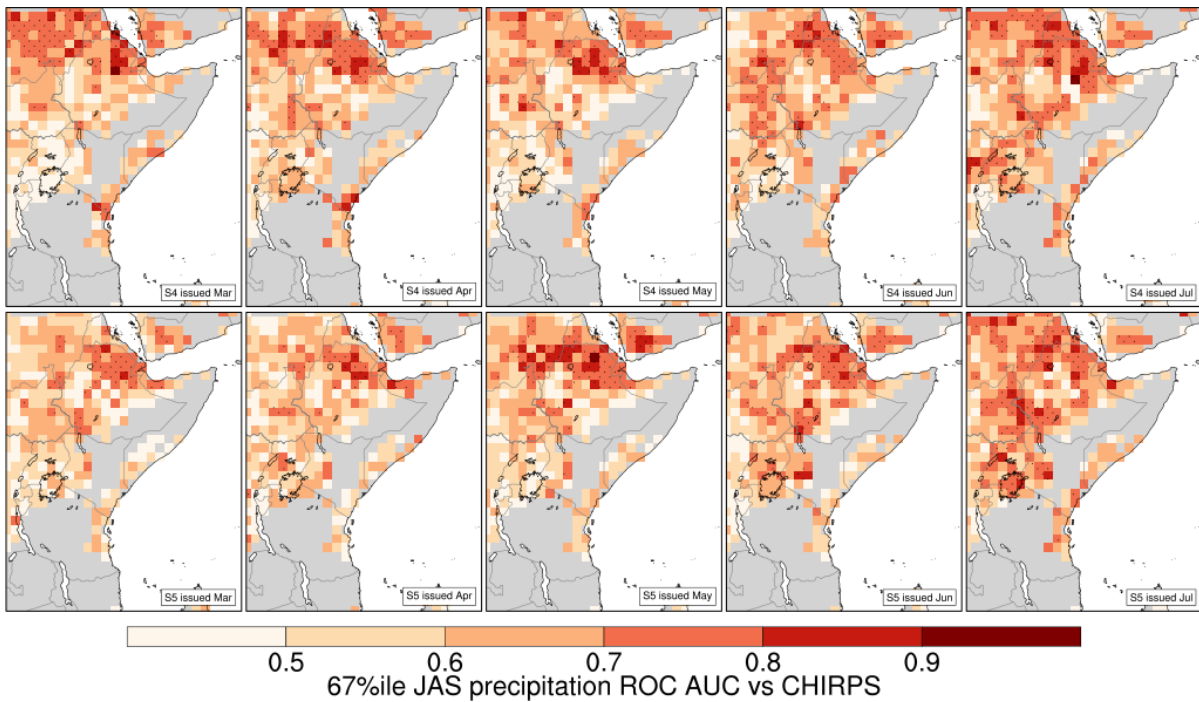 S4 issued Mar
S4 issued Apr
S4 issued May
S4 issued Jun
S4 issued Jul
S5 issued Mar
S5 issued Apr
S5 issued May
S5 issued Jun
S5 issued Jul
0.5 0.6 0.7 0.8 0.9
67%ile JAS precipitation ROC AUC vs CHIRPS